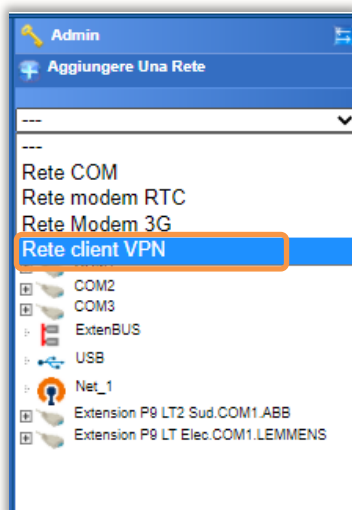 Admin
Aggiungere Una Rete
---
---
Rete COM
Rete modem RTC
Rete Modem 3G
Rete client VPN
COM2
COM3
ExtenBUS
USB
Net_1
Extension P9 LT2 Sud.COM1.ABB
Extension P9 LT Elec.COM1.LEMMENS